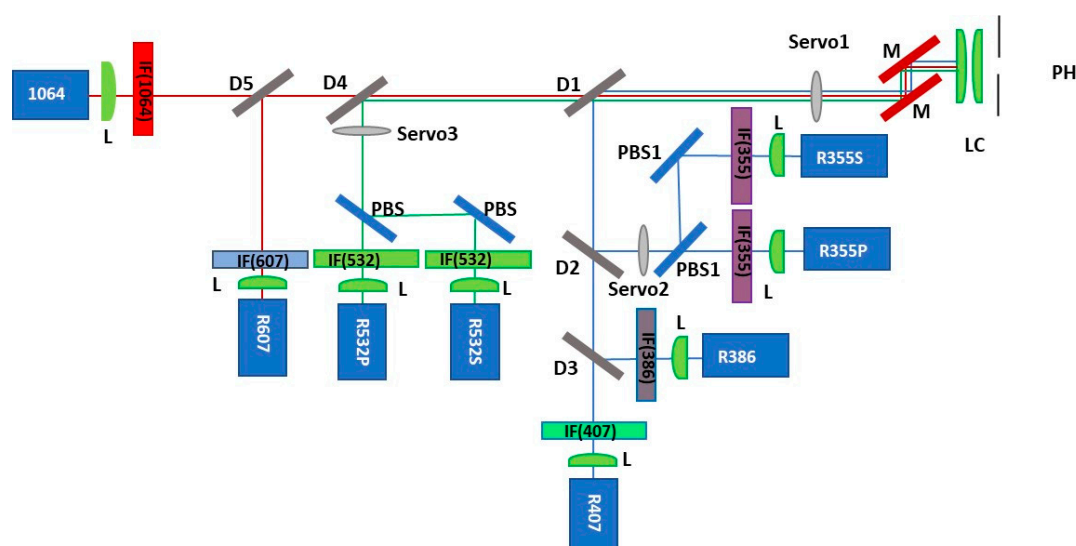 Servo1
M
PH
1064
L
IF(1064)
D5
D4
D1
M
LC
Servo3
PBS1
IF(355)
L
R355S
PBS
PBS
D2
Servo2
PBS1
IF(355)
L
R355P
IF(607)
IF(532)
IF(532)
L
L
L
R607
R532P
R532S
D3
IF(386)
L
R386
IF(407)
L
R407